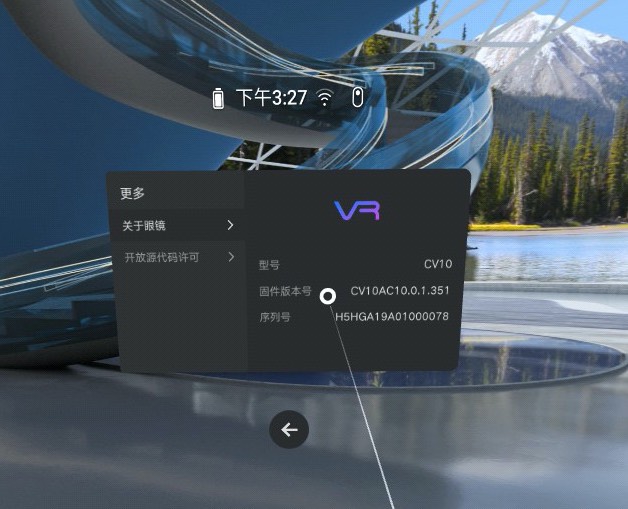 下午3:27
更多
关于眼镜
开放源代码许可
VR
型号 CV10
固件版本号 CV10AC10.0.1.351
序列号 H5HGA19A01000078